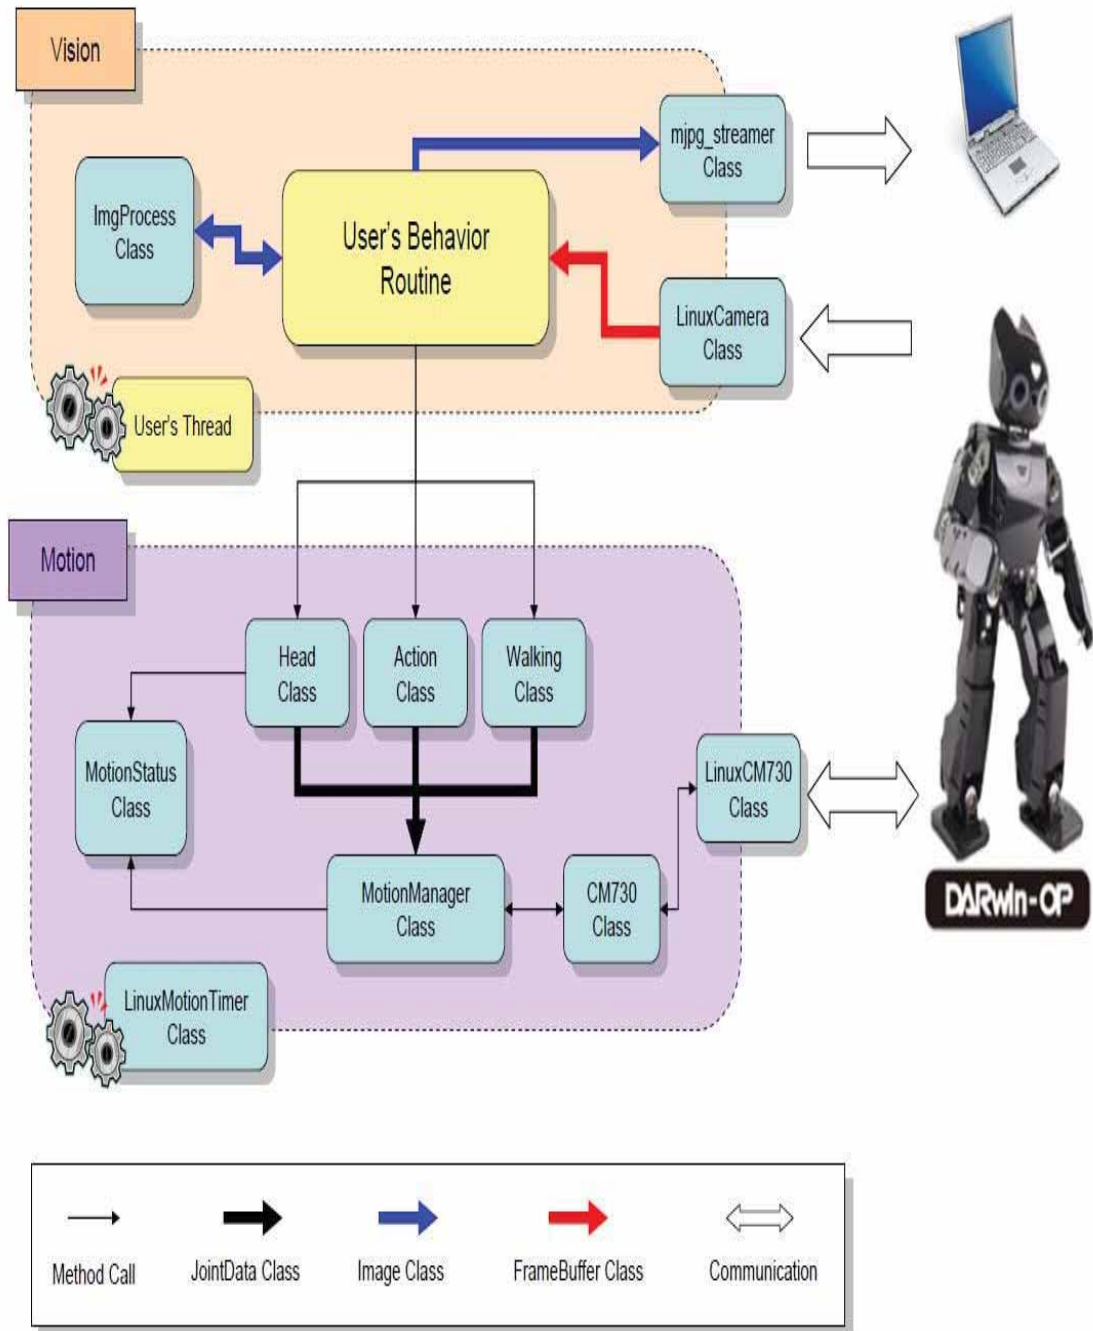 Vision
mjpg_streamer
Class
ImgProcess
Class
User's Behavior
Routine
LinuxCamera
Class
User's Thread
Motion
Head
Class
Action
Class
Walking
Class
MotionStatus
Class
LinuxCM730
Class
MotionManager
Class
CM730
Class
DARwIn-OP
LinuxMotionTimer
Class
Method Call
JointData Class
Image Class
FrameBuffer Class
Communication